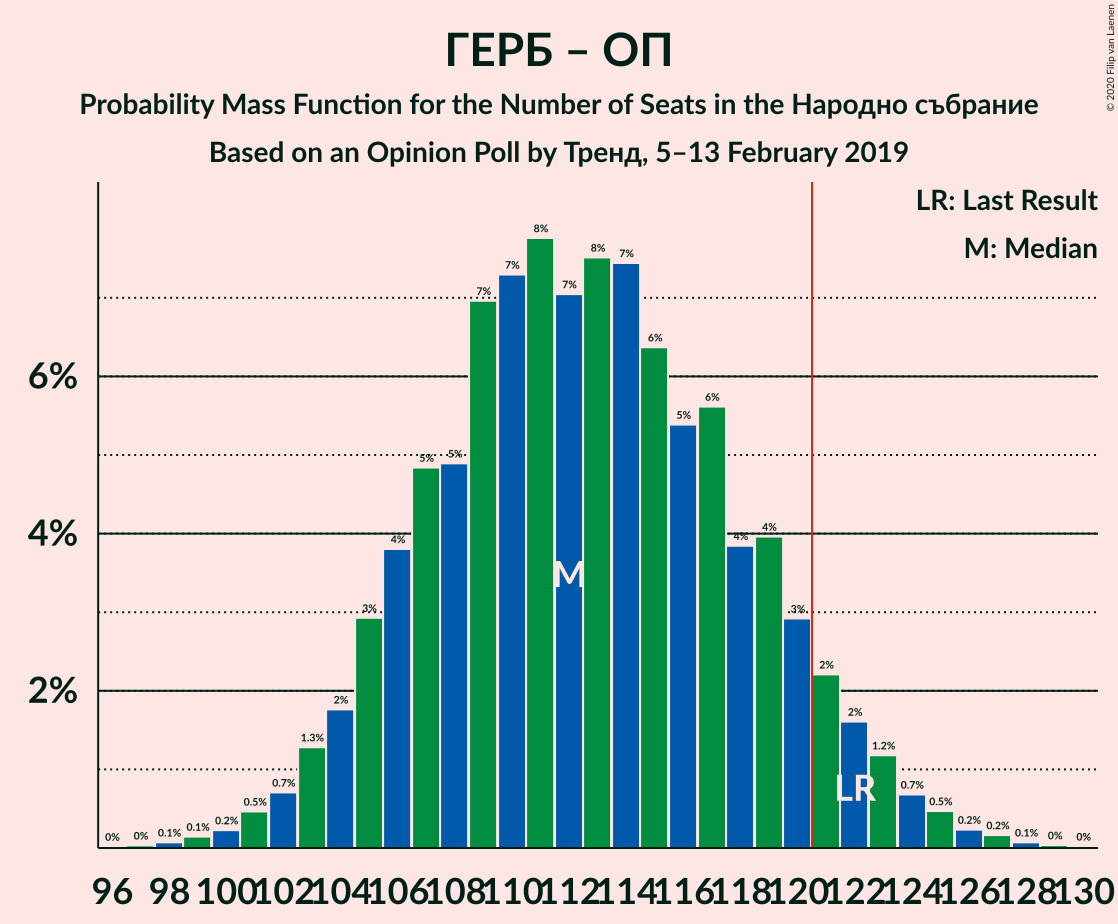 ГЕРБ – ОП
Probability Mass Function for the Number of Seats in the Народно събрание
Based on an Opinion Poll by Тренд, 5–13 February 2019
© 2020 Filip van Laenen
LR: Last Result
M: Median
6%
4%
2%
0% 0% 0.1% 0.1% 0.2% 0.5% 0.7% 1.3% 2% 3% 4% 5% 5% 7% 7% 8% 7% 8% 7% 6% 5% 6% 4% 4% 3% 2% 2% 1.2% 0.7% 0.5% 0.2% 0.2% 0.1% 0% 0%
M
LR
96 98 100 102 104 106 108 110 112 114 116 118 120 122 124 126 128 130